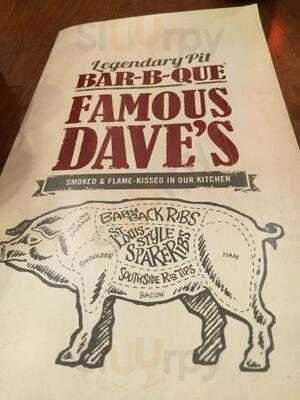 Legendary Pit
BAR-B-QUE
FAMOUS
DAVE'S
SMOKED & FLAME-KISSED IN OUR KITCHEN
BABY BACK RIBS
ST. LOUIS STYLE SPARERIBS
SHOULDER
HAM
SOUTHSIDE RIB TIPS
BACON